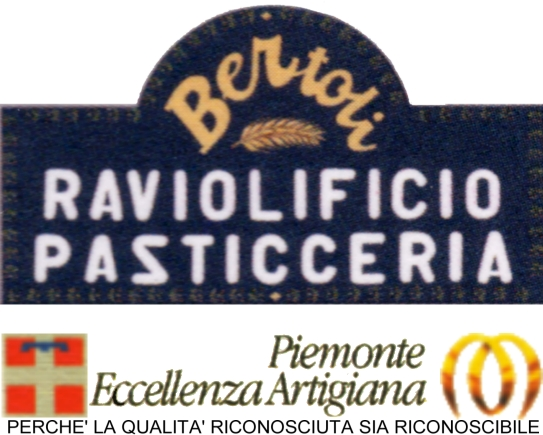 Bertoli
RAVIOLIFICIO
PASTICCERIA
Piemonte
Eccellenza Artigiana
PERCHE' LA QUALITA' RICONOSCIUTA SIA RICONOSCIBILE